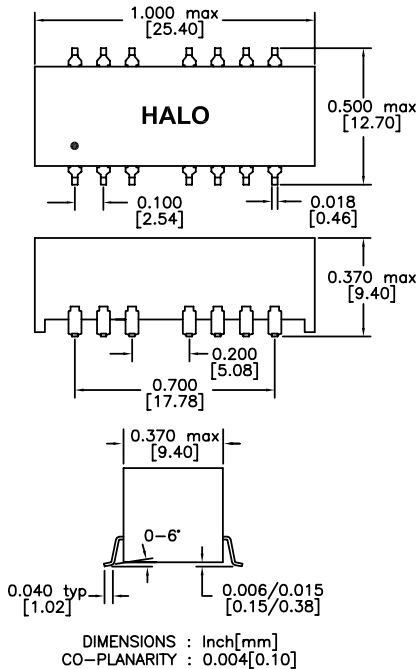 1.000 max
[25.40]
HALO
0.500 max
[12.70]
0.100
[2.54]
0.018
[0.46]
0.370 max
[9.40]
0.200
[5.08]
0.700
[17.78]
0.370 max
[9.40]
0-6°
0.040 typ
[1.02]
0.006/0.015
[0.15/0.38]
DIMENSIONS : Inch[mm]
CO-PLANARITY : 0.004[0.10]